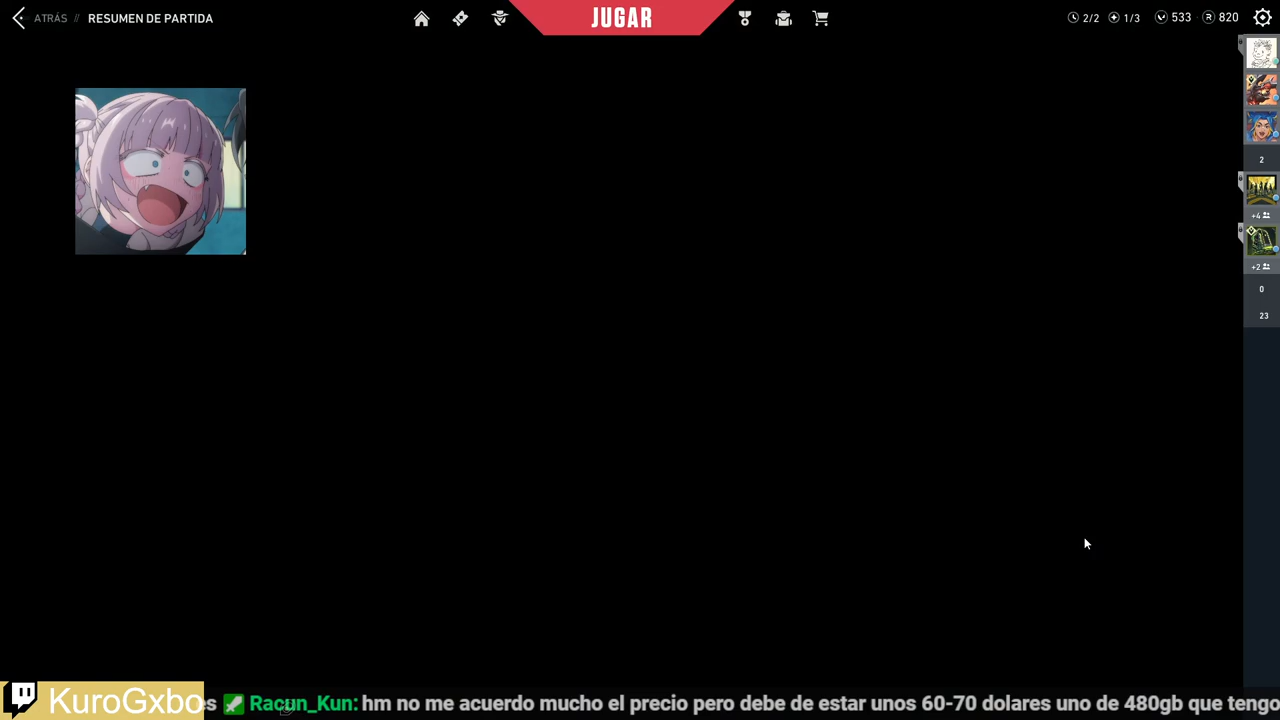 ATRÁS // RESUMEN DE PARTIDA
JUGAR
2/2 1/3 533 820
2
+4
+2
0
23
KuroGxbo
es Racun_Kun: hm no me acuerdo mucho el precio pero debe de estar unos 60-70 dolares uno de 480gb que tengo